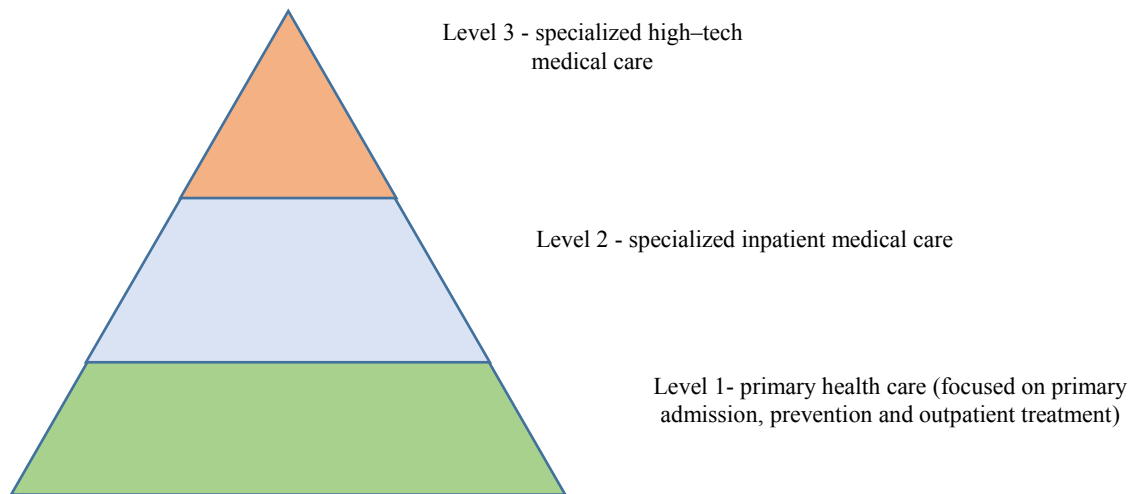 Level 3 - specialized high–tech
medical care
Level 2 - specialized inpatient medical care
Level 1- primary health care (focused on primary
admission, prevention and outpatient treatment)